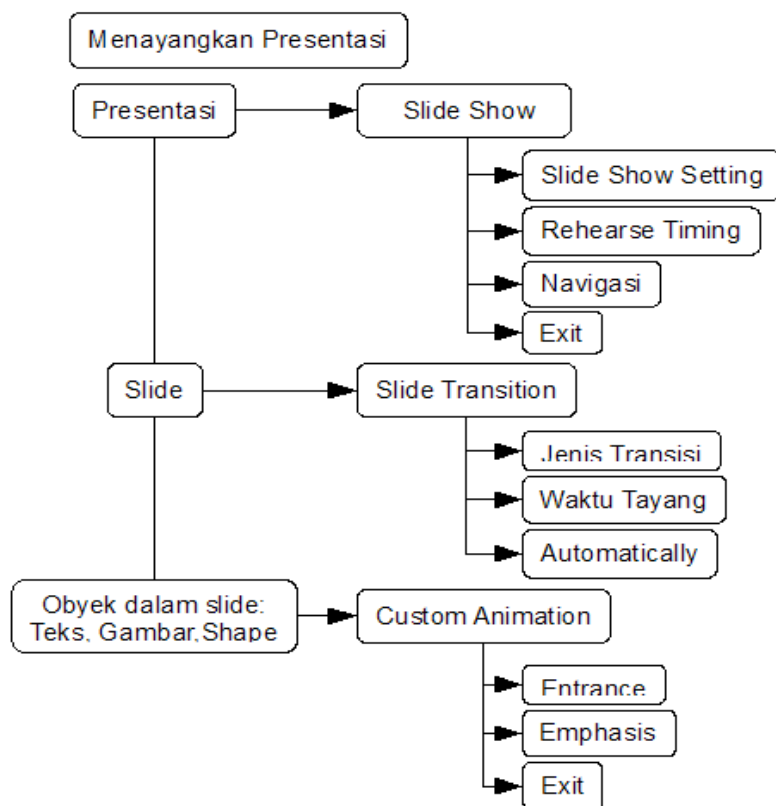 Menayangkan Presentasi
Presentasi
Slide Show
Slide Show Setting
Rehearse Timing
Navigasi
Exit
Slide
Slide Transition
Jenis Transisi
Waktu Tayang
Automatically
Obyek dalam slide:
Teks, Gambar,Shape
Custom Animation
Entrance
Emphasis
Exit